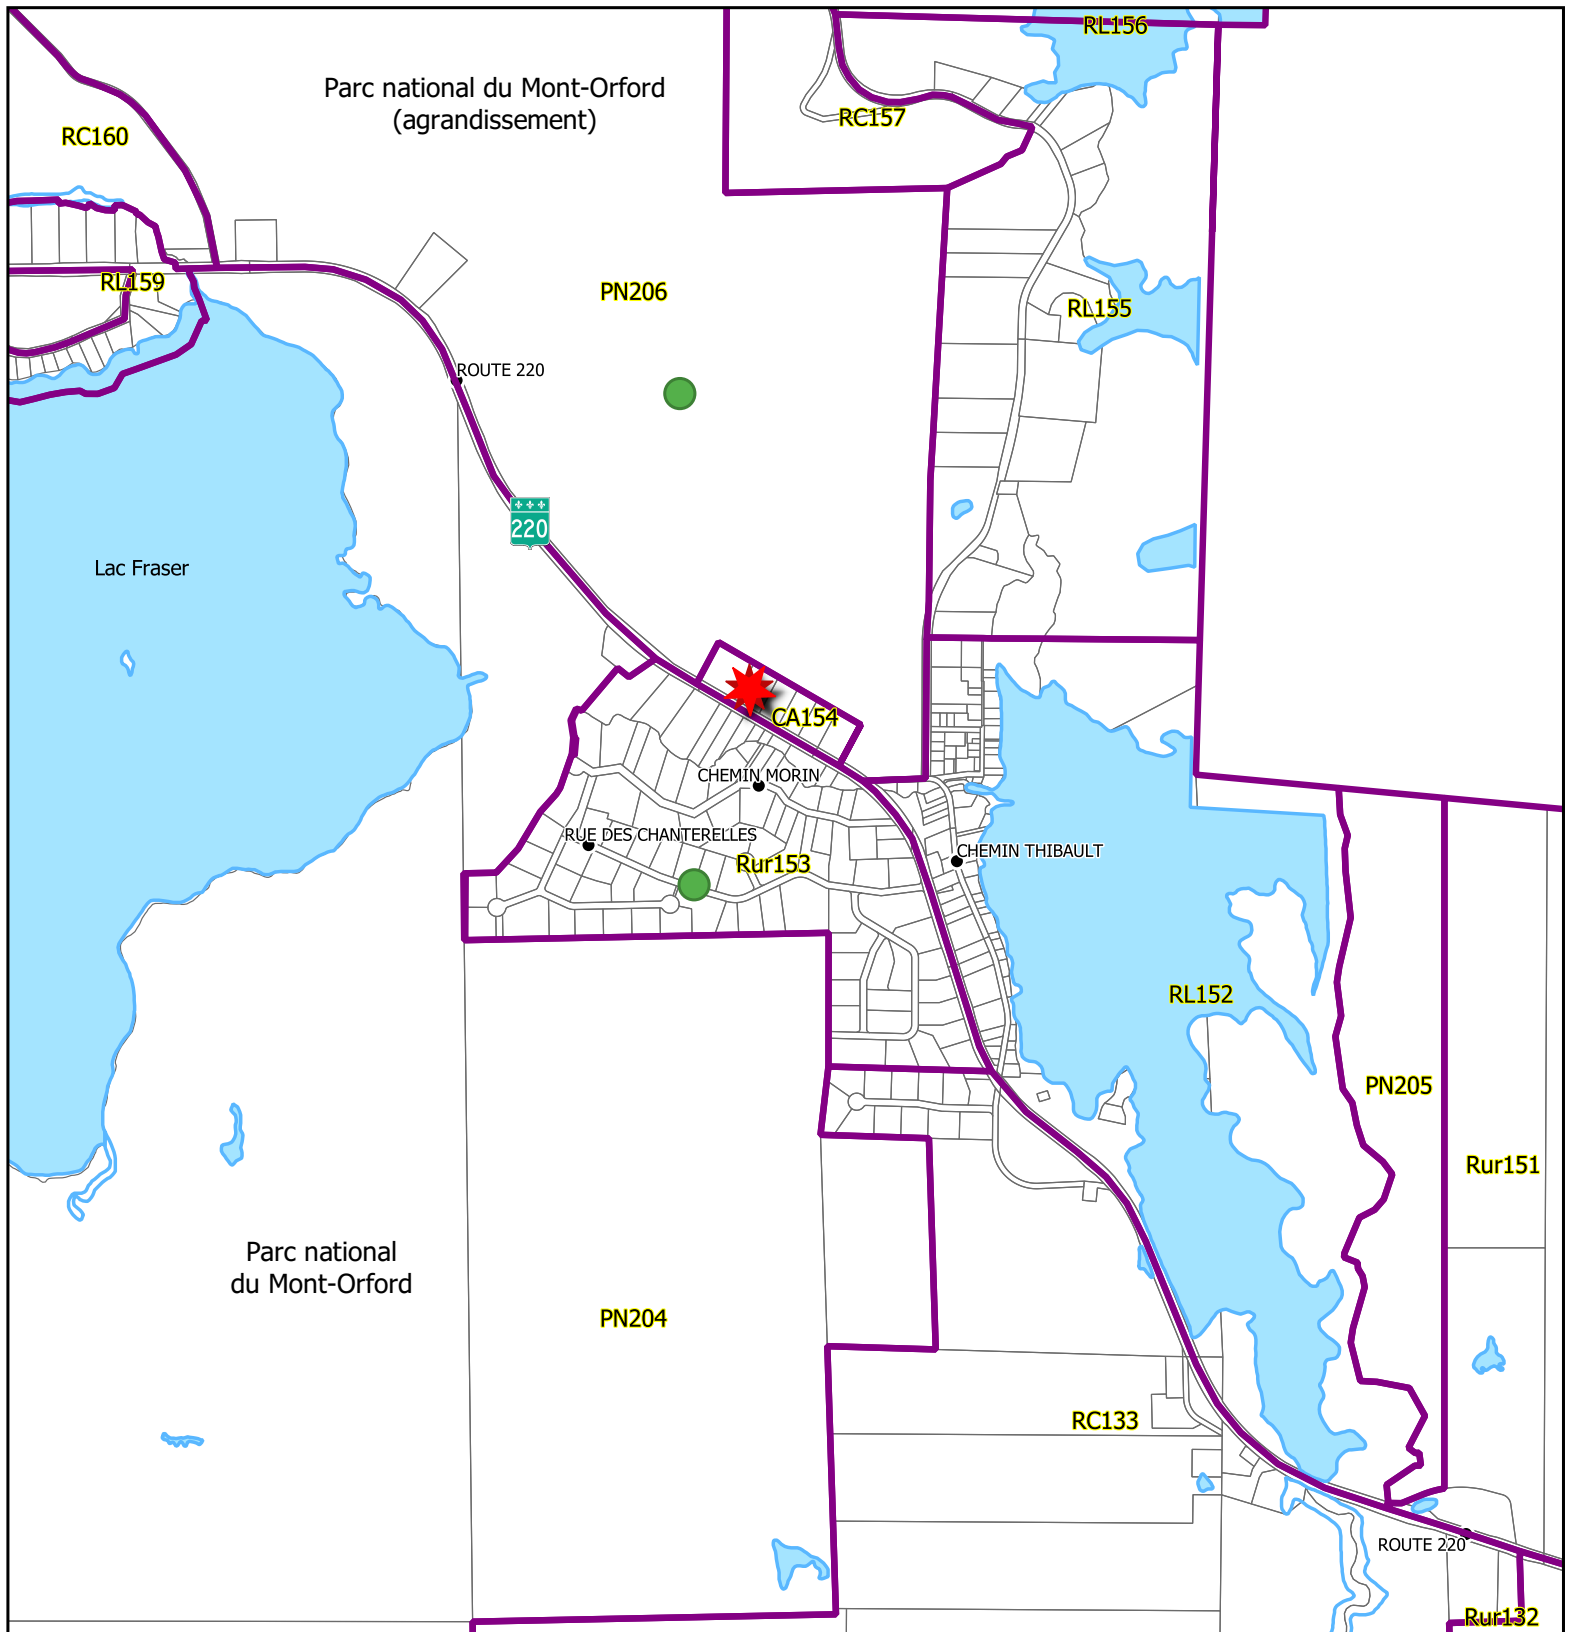 RL156
Parc national du Mont-Orford
(agrandissement)
RC157
RC160
RL159
PN206
RL155
ROUTE 220
220
Lac Fraser
CA154
CHEMIN MORIN
RUE DES CHANTERELLES
Rur153
CHEMIN THIBAULT
RL152
PN205
Rur151
Parc national
du Mont-Orford
PN204
RC133
ROUTE 220
Rur132